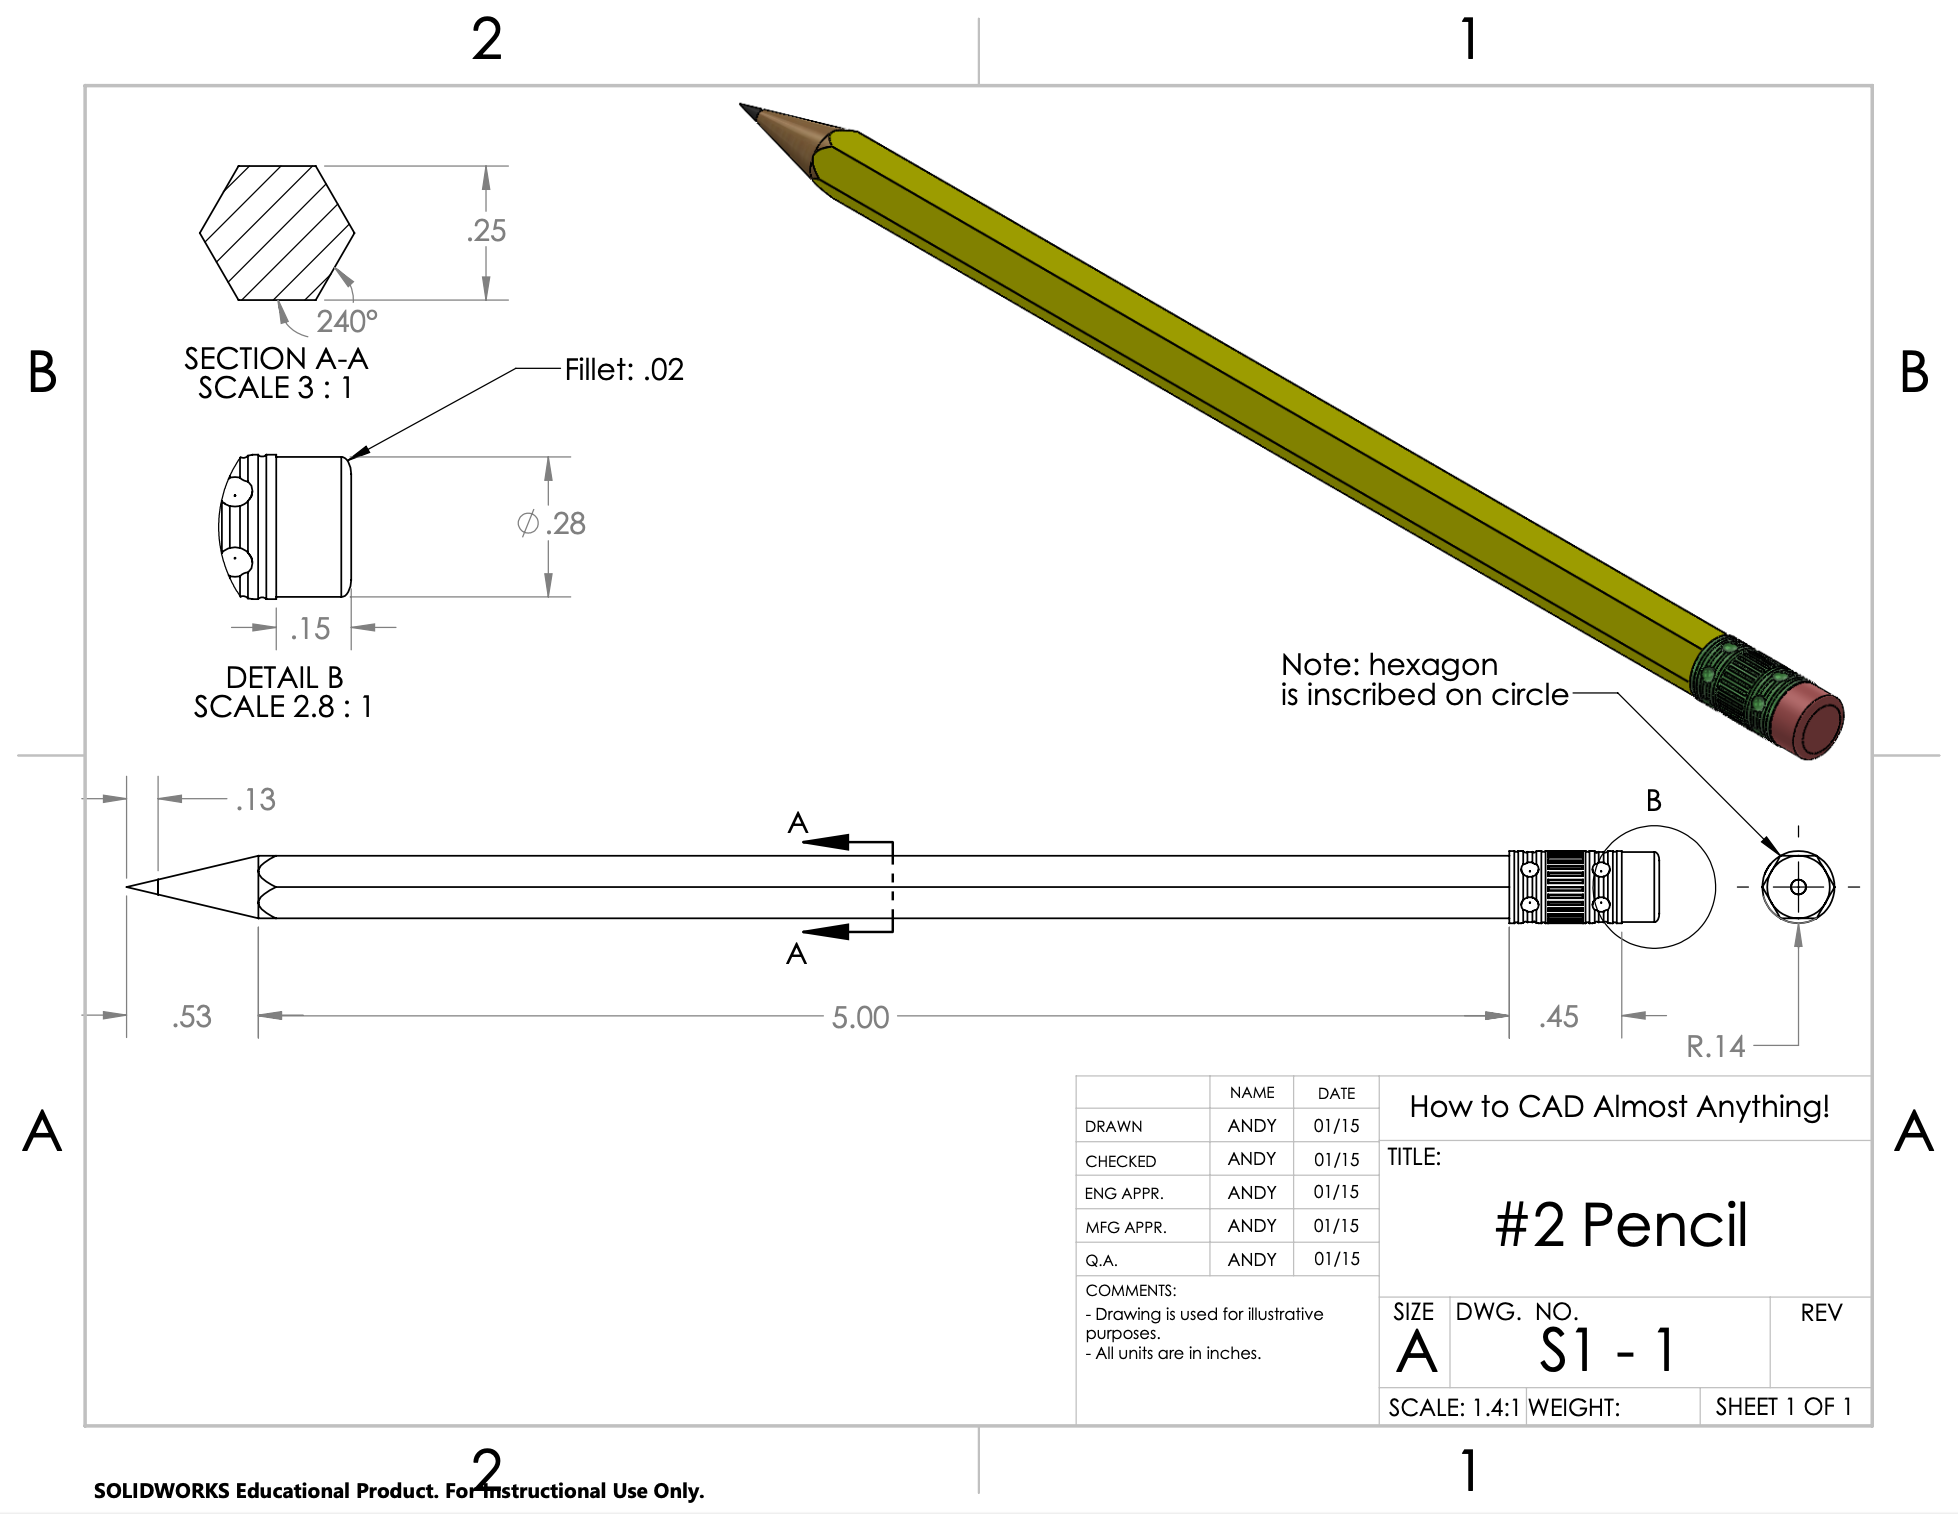 2
1
.25
240°
SECTION A-A
SCALE 3 : 1
B
B
Fillet: .02
⌀.28
.15
DETAIL B
SCALE 2.8 : 1
Note: hexagon
is inscribed on circle
.13
A
B
A
.53
5.00
.45
R.14
A
A
NAME
DATE
DRAWN
ANDY
01/15
CHECKED
ANDY
01/15
ENG APPR.
ANDY
01/15
MFG APPR.
ANDY
01/15
Q.A.
ANDY
01/15
COMMENTS:
- Drawing is used for illustrative
purposes.
- All units are in inches.
How to CAD Almost Anything!
TITLE:
#2 Pencil
SIZE
A
DWG. NO.
S1 - 1
REV
SCALE: 1.4:1
WEIGHT:
SHEET 1 OF 1
2
1
SOLIDWORKS Educational Product. For Instructional Use Only.